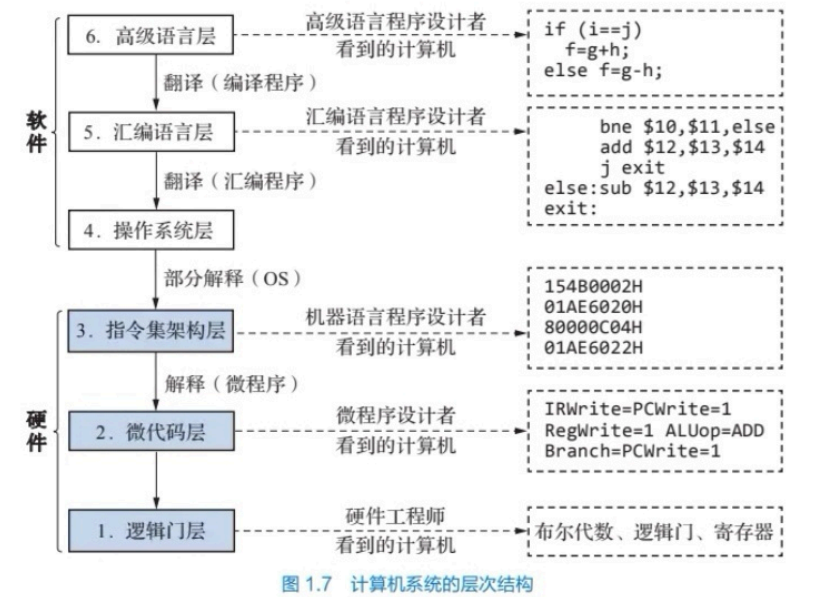 6. 高级语言层
高级语言程序设计者
看到的计算机
if (i==j)
f=g+h;
else f=g-h;
翻译（编译程序）
软件
5. 汇编语言层
汇编语言程序设计者
看到的计算机
bne $10,$11,else
add $12,$13,$14
j exit
else:sub $12,$13,$14
exit:
翻译（汇编程序）
4. 操作系统层
部分解释（OS）
3. 指令集架构层
机器语言程序设计者
看到的计算机
154B0002H
01AE6020H
80000C04H
01AE6022H
解释（微程序）
硬件
2. 微代码层
微程序设计者
看到的计算机
IRWrite=PCWrite=1
RegWrite=1 ALUop=ADD
Branch=PCWrite=1
1. 逻辑门层
硬件工程师
看到的计算机
布尔代数、逻辑门、寄存器
图 1.7 计算机系统的层次结构